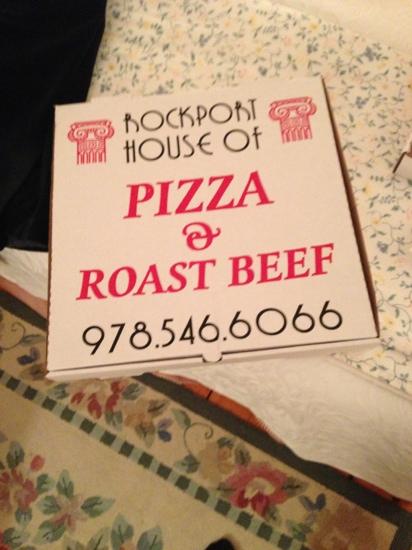 ROCKPORT
HOUSE OF
PIZZA
&
ROAST BEEF
978.546.6066